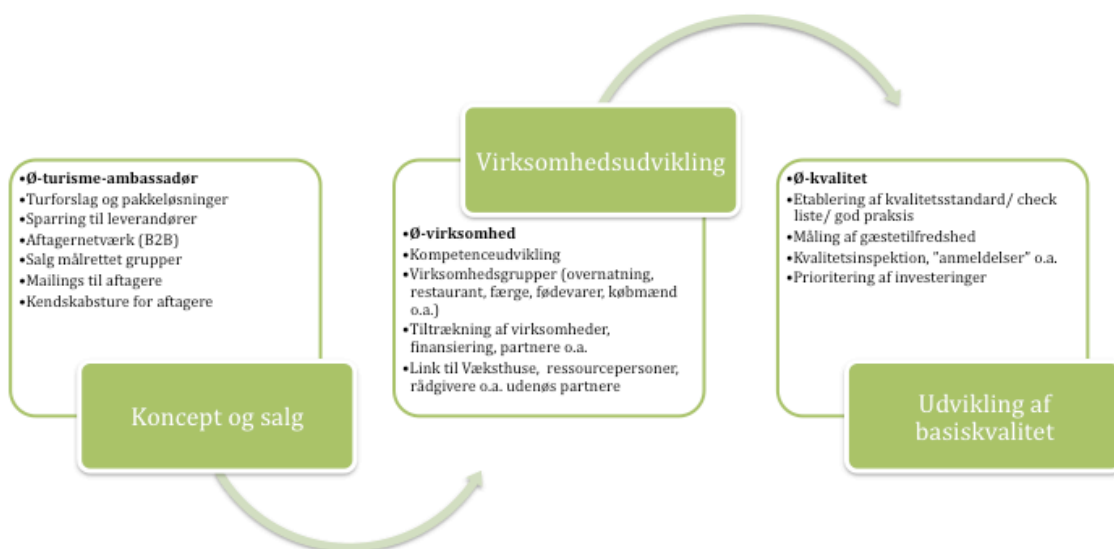 •Ø-turisme-ambassadør
•Turforslag og pakkeløsninger
•Sparring til leverandører
•Aftagernetværk (B2B)
•Salg målrettet grupper
•Mailings til aftagere
•Kendskabsture for aftagere
Koncept og salg
Virksomhedsudvikling
•Ø-virksomhed
•Kompetenceudvikling
•Virksomhedsgrupper (overnatning,
restaurant, færge, fødevarer, købmænd
o.a.)
•Tiltrækning af virksomheder,
finansiering, partnere o.a.
•Link til Væksthuse, ressourcepersoner,
rådgivere o.a. udenøs partnere
•Ø-kvalitet
•Etablering af kvalitetsstandard/ check
liste/ god praksis
•Måling af gæstetilfredshed
•Kvalitetsinspektion, "anmeldelser" o.a.
•Prioritering af investeringer
Udvikling af
basiskvalitet